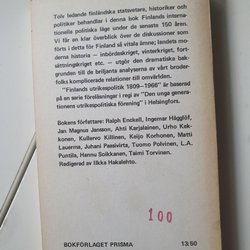 Tolv ledande finländska statsvetare, historiker och
politiker behandlar i denna bok Finlands interna-
tionella politiska läge under de senaste 150 åren.
Vi får en klar överblick över de diskussioner som
förts i detta för Finland så vitala ämne; landets mo-
derna historia — inbördeskriget, vinterkriget, fort-
sättningskriget etc. — utgör den dramatiska bak-
grunden till de briljanta analyserna av vårt broder-
folks komplicerade relationer till omvärlden.
"Finlands utrikespolitik 1809–1966" är baserad
på en serie föreläsningar i regi av "Den unga gene-
rationens utrikespolitiska förening" i Helsingfors.
Bokens författare: Ralph Enckell, Ingemar Hägglöf,
Jan Magnus Jansson, Ahti Karjalainen, Urho Kek-
konen, Kullervo Killinen, Keijo Korhonen, Matti
Lauerna, Juhani Passivirta, Tuomo Polvinen, L.A.
Puntila, Hannu Soikkanen, Taimi Torvinen.
Redigerad av Ilkka Hakalehto.
100
BOKFÖRLAGET PRISMA
13:50